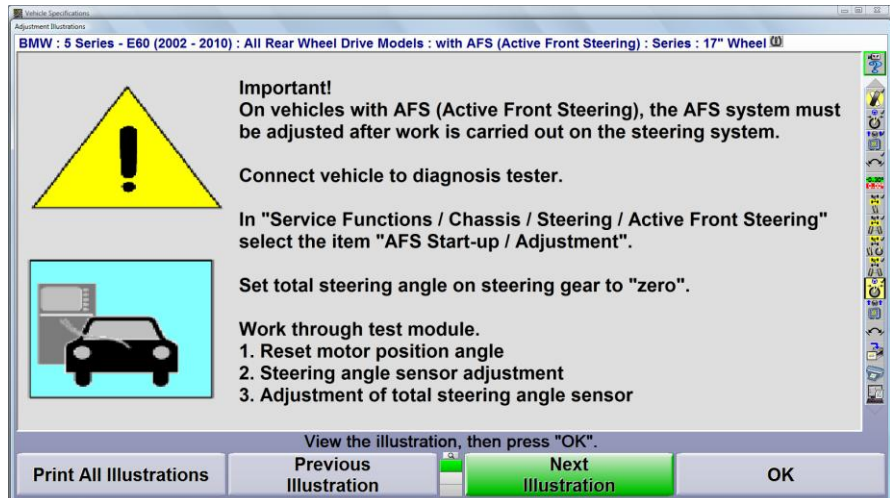 Vehicle Specifications
Adjustment Illustrations
BMW : 5 Series - E60 (2002 - 2010) : All Rear Wheel Drive Models : with AFS (Active Front Steering) : Series : 17" Wheel
Important!
On vehicles with AFS (Active Front Steering), the AFS system must
be adjusted after work is carried out on the steering system.
Connect vehicle to diagnosis tester.
In "Service Functions / Chassis / Steering / Active Front Steering"
select the item "AFS Start-up / Adjustment".
Set total steering angle on steering gear to "zero".
Work through test module.
1. Reset motor position angle
2. Steering angle sensor adjustment
3. Adjustment of total steering angle sensor
View the illustration, then press "OK".
Print All Illustrations
Previous
Illustration
Next
Illustration
OK